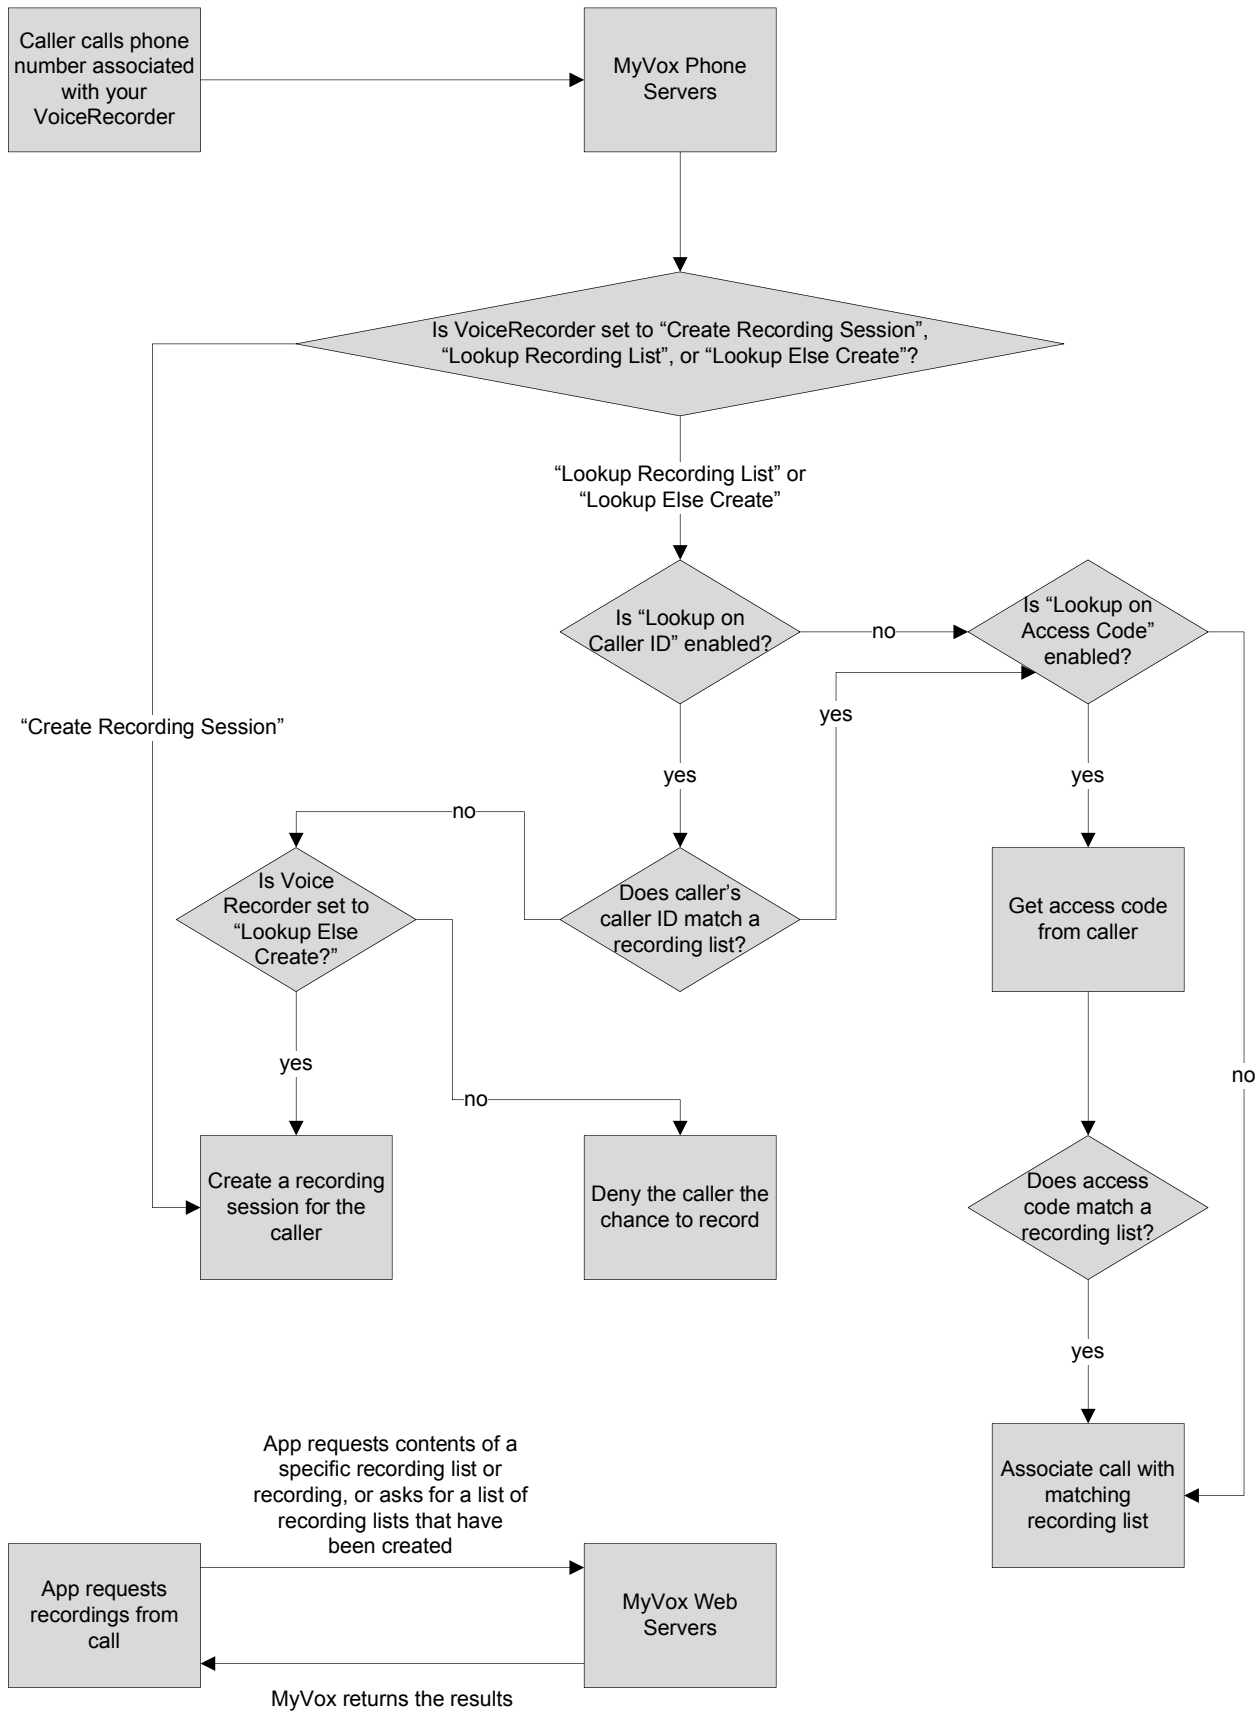 Caller calls phone
number associated
with your
VoiceRecorder
MyVox Phone
Servers
Is VoiceRecorder set to “Create Recording Session”,
“Lookup Recording List”, or “Lookup Else Create”?
“Lookup Recording List” or
“Lookup Else Create”
Is “Lookup on
Caller ID” enabled?
no
Is “Lookup on
Access Code”
enabled?
“Create Recording Session”
yes
yes
yes
no
Is Voice
Recorder set to
“Lookup Else
Create?”
Does caller’s
caller ID match a
recording list?
Get access code
from caller
yes
no
no
Create a recording
session for the
caller
Deny the caller the
chance to record
Does access
code match a
recording list?
yes
Associate call with
matching
recording list
App requests contents of a
specific recording list or
recording, or asks for a list of
recording lists that have
been created
App requests
recordings from
call
MyVox Web
Servers
MyVox returns the results